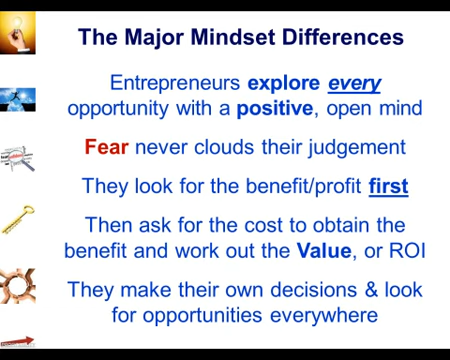 The Major Mindset Differences
Entrepreneurs explore every
opportunity with a positive, open mind
Fear never clouds their judgement
They look for the benefit/profit first
Then ask for the cost to obtain the
benefit and work out the Value, or ROI
They make their own decisions & look
for opportunities everywhere